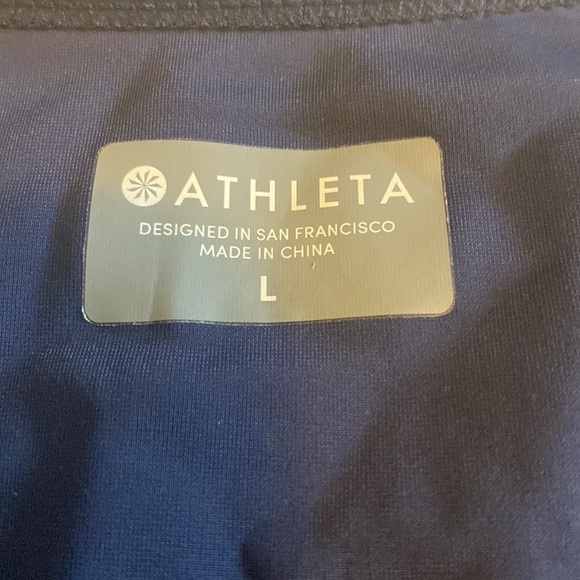 ATHLETA
DESIGNED IN SAN FRANCISCO
MADE IN CHINA
L